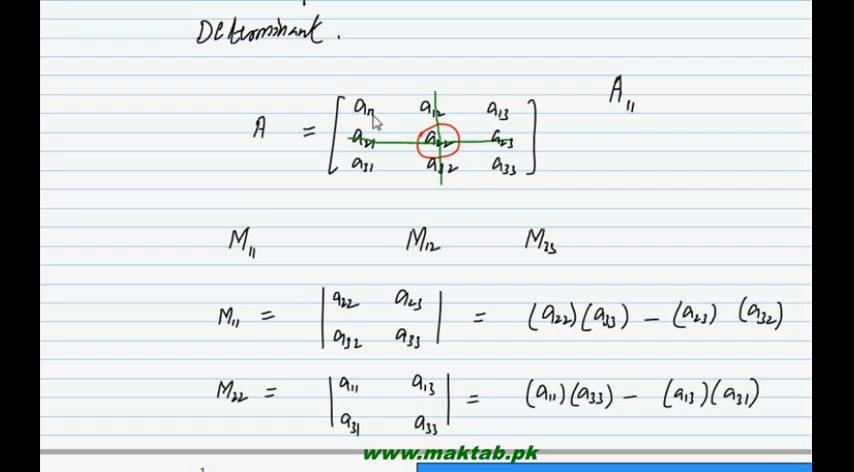 Determinant.
A = [ a11 a12 a13 A11
a21 a22 a23
a31 a32 a33 ]
M11 M12 M33
M11 = | a22 a23 | = (a22)(a33) - (a23) (a32)
| a32 a33 |
M22 = | a11 a13 | = (a11)(a33) - (a13)(a31)
| a31 a33 |
www.maktab.pk